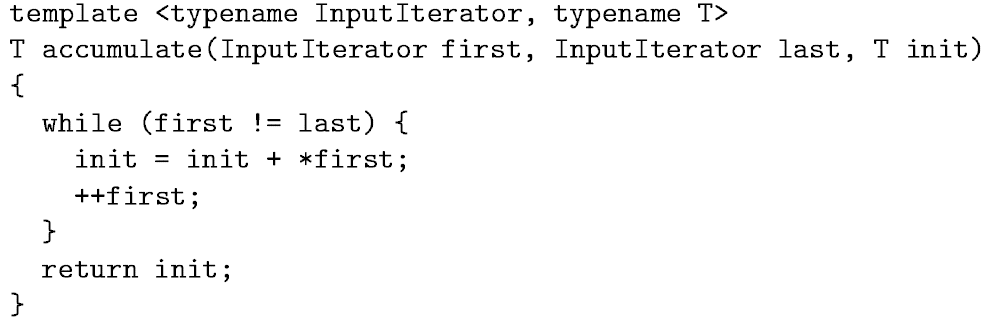 template <typename InputIterator, typename T>
T accumulate(InputIterator first, InputIterator last, T init)
{
  while (first != last) {
    init = init + *first;
    ++first;
  }
  return init;
}